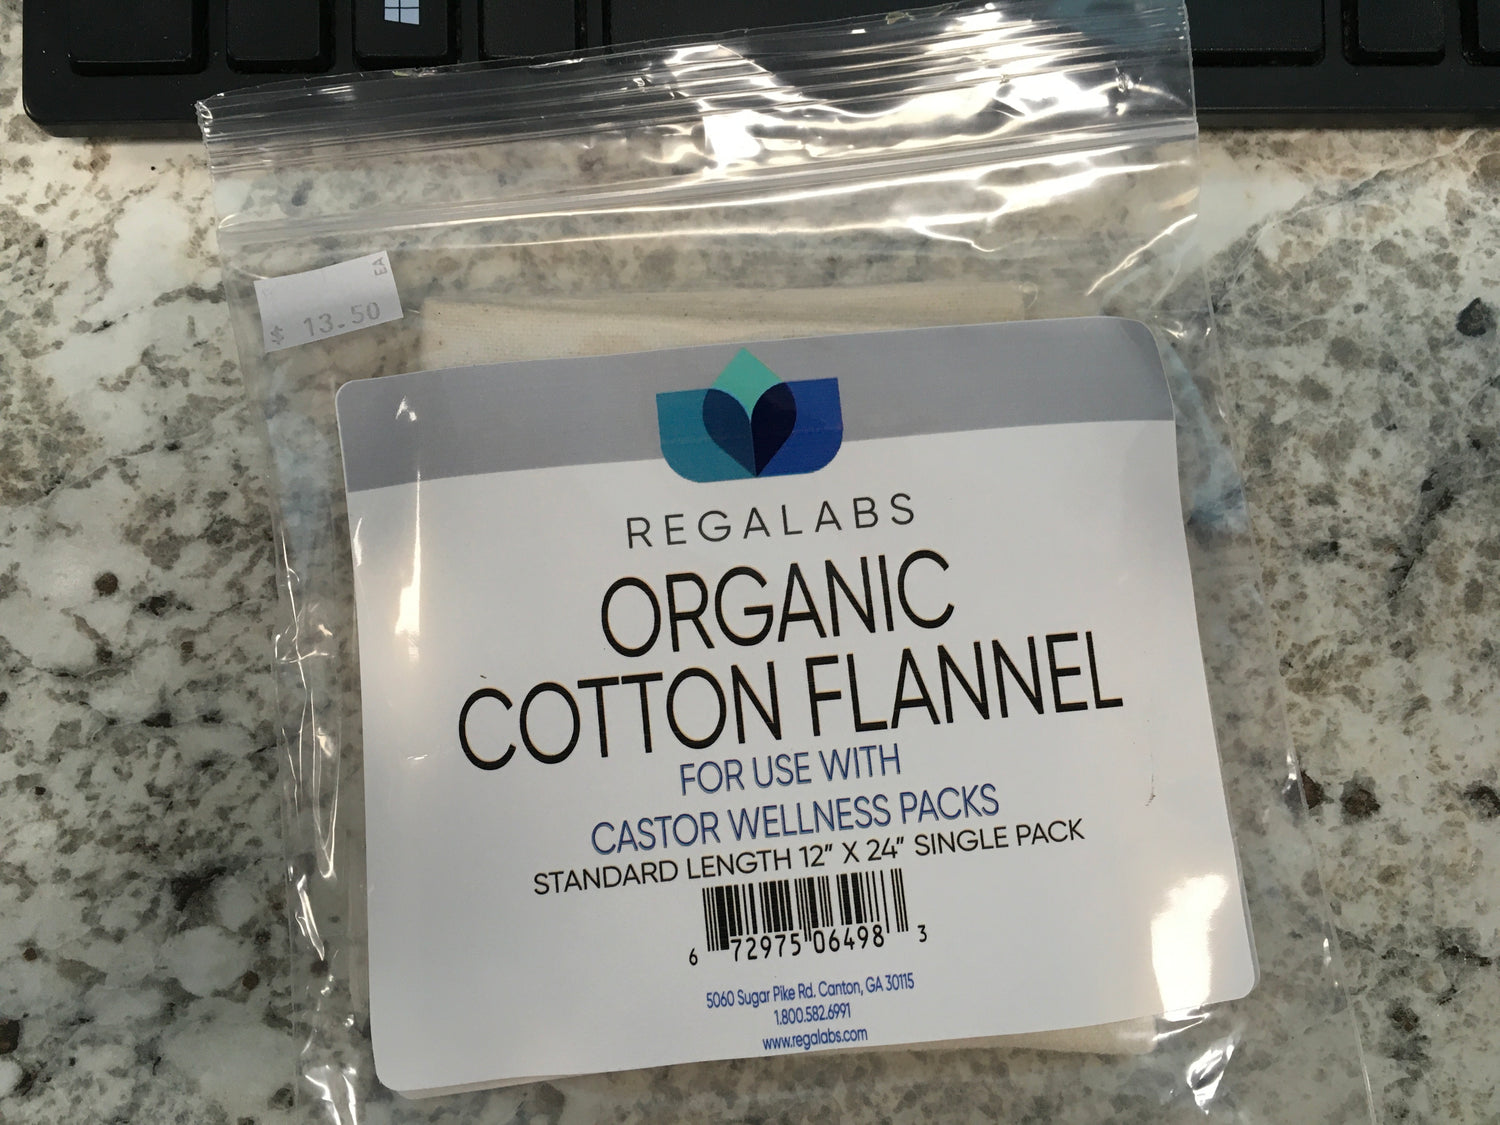 EA
$ 13.50
REGALABS
ORGANIC
COTTON FLANNEL
FOR USE WITH
CASTOR WELLNESS PACKS
STANDARD LENGTH 12" X 24" SINGLE PACK
6 72975 06498 3
5060 Sugar Pike Rd. Canton, GA 30115
1.800.582.6991
www.regalabs.com